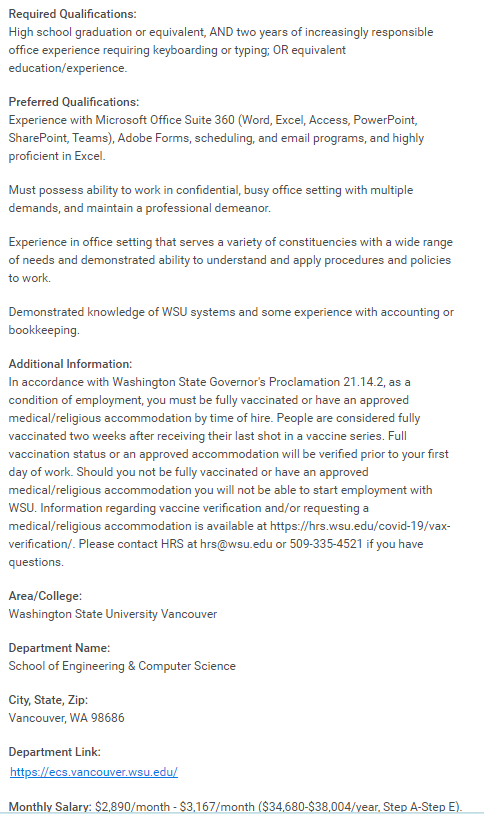 Required Qualifications:
High school graduation or equivalent, AND two years of increasingly responsible
office experience requiring keyboarding or typing; OR equivalent
education/experience.
Preferred Qualifications:
Experience with Microsoft Office Suite 360 (Word, Excel, Access, PowerPoint,
SharePoint, Teams), Adobe Forms, scheduling, and email programs, and highly
proficient in Excel.
Must possess ability to work in confidential, busy office setting with multiple
demands, and maintain a professional demeanor.
Experience in office setting that serves a variety of constituencies with a wide range
of needs and demonstrated ability to understand and apply procedures and policies
to work.
Demonstrated knowledge of WSU systems and some experience with accounting or
bookkeeping.
Additional Information:
In accordance with Washington State Governor's Proclamation 21.14.2, as a
condition of employment, you must be fully vaccinated or have an approved
medical/religious accommodation by time of hire. People are considered fully
vaccinated two weeks after receiving their last shot in a vaccine series. Full
vaccination status or an approved accommodation will be verified prior to your first
day of work. Should you not be fully vaccinated or have an approved
medical/religious accommodation you will not be able to start employment with
WSU. Information regarding vaccine verification and/or requesting a
medical/religious accommodation is available at https://hrs.wsu.edu/covid-19/vax-
verification/. Please contact HRS at hrs@wsu.edu or 509-335-4521 if you have
questions.
Area/College:
Washington State University Vancouver
Department Name:
School of Engineering & Computer Science
City, State, Zip:
Vancouver, WA 98686
Department Link:
https://ecs.vancouver.wsu.edu/
Monthly Salary: $2,890/month - $3,167/month ($34,680-$38,004/year, Step A-Step E).